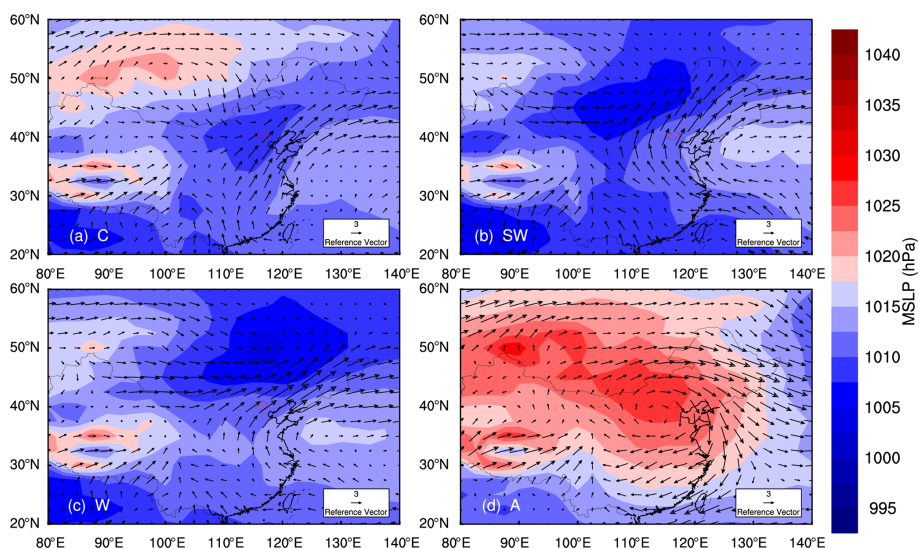 60°N
50°N
40°N
30°N
20°N
(a) C
3
Reference Vector
80°E 90°E 100°E 110°E 120°E 130°E 140°E
60°N
50°N
40°N
30°N
20°N
(b) SW
3
Reference Vector
80°E 90°E 100°E 110°E 120°E 130°E 140°E
60°N
50°N
40°N
30°N
20°N
(c) W
3
Reference Vector
80°E 90°E 100°E 110°E 120°E 130°E 140°E
60°N
50°N
40°N
30°N
20°N
(d) A
3
Reference Vector
80°E 90°E 100°E 110°E 120°E 130°E 140°E
1040
1035
1030
1025
1020
1015
1010
1005
1000
995
MSLP (hPa)